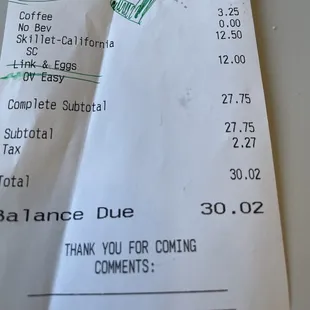 Coffee 3.25
No Bev 0.00
Skillet-California 12.50
SC
Link & Eggs 12.00
OV Easy
Complete Subtotal 27.75
Subtotal 27.75
Tax 2.27
Total 30.02
Balance Due 30.02
THANK YOU FOR COMING
COMMENTS: